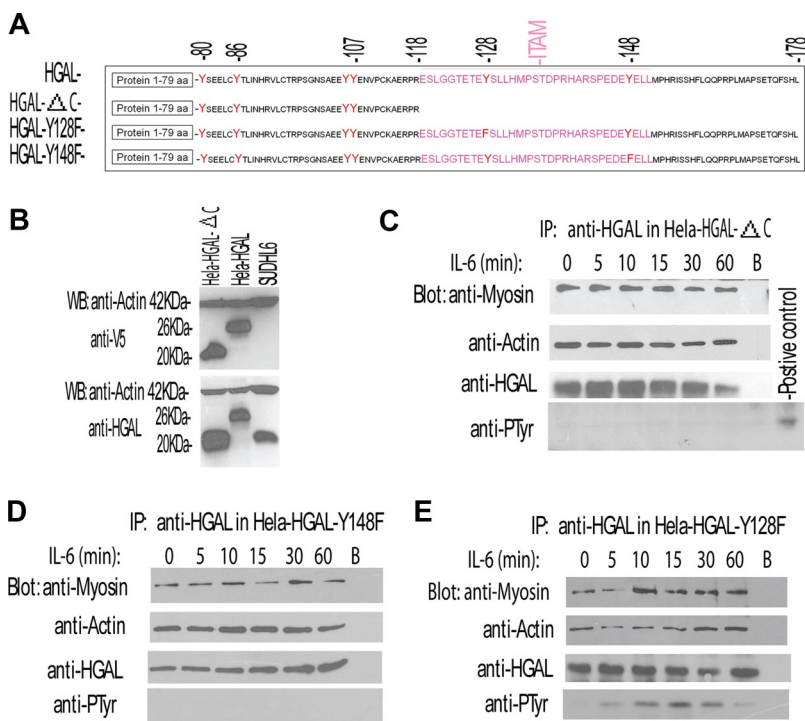 A
-80
-86
-107
-118
-128
-ITAM
-148
-178
HGAL-
Protein 1-79 aa -YSEELCYTLINHRVLCTRPSGNSAEEYYENVPCKAERPRESLGGTETEYSLLHMPSTDPRHARSPEDEYELLMPHRISSHFLQQPRPLMAPSETQFSHL
HGAL-△C-
Protein 1-79 aa -YSEELCYTLINHRVLCTRPSGNSAEEYYENVPCKAERPR
HGAL-Y128F-
Protein 1-79 aa -YSEELCYTLINHRVLCTRPSGNSAEEYYENVPCKAERPRESLGGTETEFSLLHMPSTDPRHARSPEDEYELLMPHRISSHFLQQPRPLMAPSETQFSHL
HGAL-Y148F-
Protein 1-79 aa -YSEELCYTLINHRVLCTRPSGNSAEEYYENVPCKAERPRESLGGTETEYSLLHMPSTDPRHARSPEDEFELLMPHRISSHFLQQPRPLMAPSETQFSHL
B
Hela-HGAL-△C
Hela-HGAL
SUDHL6
WB: anti-Actin 42KDa-
26KDa-
anti-V5
20KDa-
WB: anti-Actin 42KDa-
26KDa-
anti-HGAL
20KDa-
C
IP: anti-HGAL in Hela-HGAL-△C
IL-6 (min): 0 5 10 15 30 60 B
Blot: anti-Myosin
anti-Actin
anti-HGAL
anti-PTyr
-Postive control
D
IP: anti-HGAL in Hela-HGAL-Y148F
IL-6 (min): 0 5 10 15 30 60 B
Blot: anti-Myosin
anti-Actin
anti-HGAL
anti-PTyr
E
IP: anti-HGAL in Hela-HGAL-Y128F
IL-6 (min): 0 5 10 15 30 60 B
Blot: anti-Myosin
anti-Actin
anti-HGAL
anti-PTyr